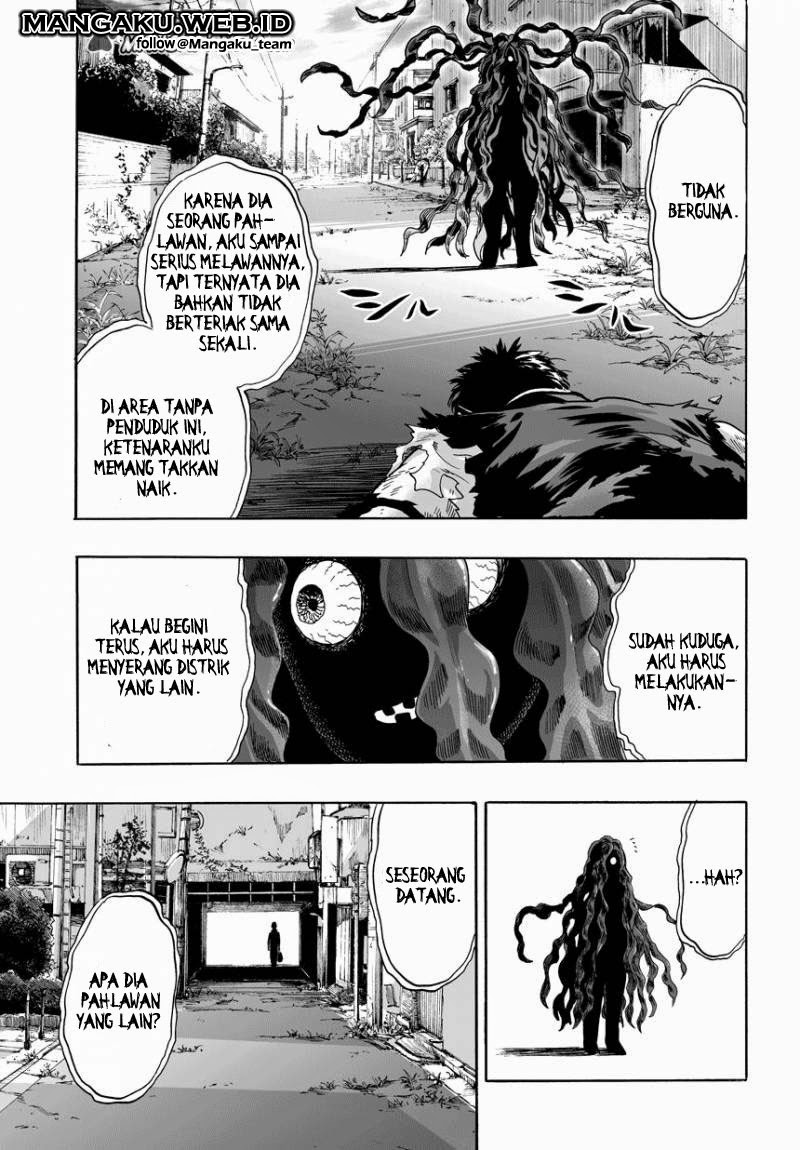 MANGAKU.WEB.ID
follow @Mangaku_team
TIDAK
BERGUNA.
KARENA DIA
SEORANG PAH-
LAWAN, AKU SAMPAI
SERIUS MELAWANNYA,
TAPI TERNYATA DIA
BAHKAN TIDAK
BERTERIAK SAMA
SEKALI.
DI AREA TANPA
PENDUDUK INI,
KETENARANKU
MEMANG TAKKAN
NAIK.
SUDAH KUDUGA,
AKU HARUS
MELAKUKAN-
NYA.
KALAU BEGINI
TERUS, AKU HARUS
MENYERANG DISTRIK
YANG LAIN.
...HAH?
SESEORANG
DATANG.
APA DIA
PAHLAWAN
YANG LAIN?